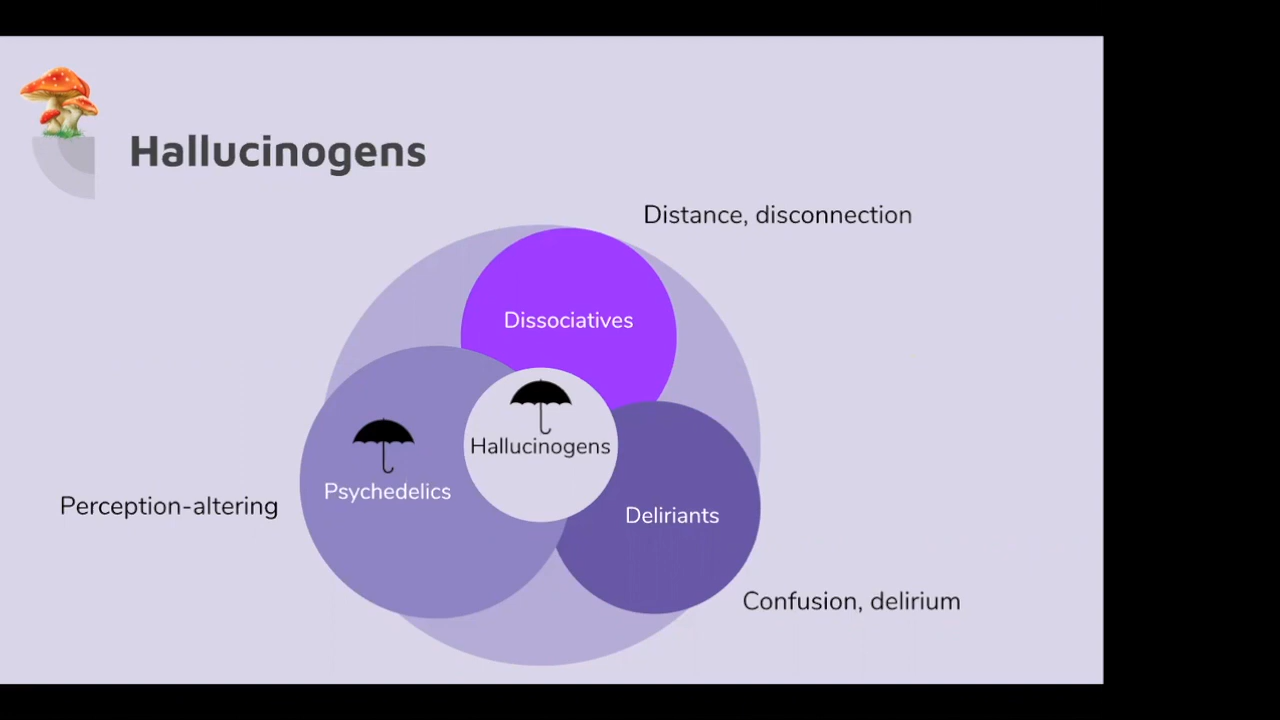 Hallucinogens
Distance, disconnection
Dissociatives
Hallucinogens
Psychedelics
Perception-altering
Deliriants
Confusion, delirium